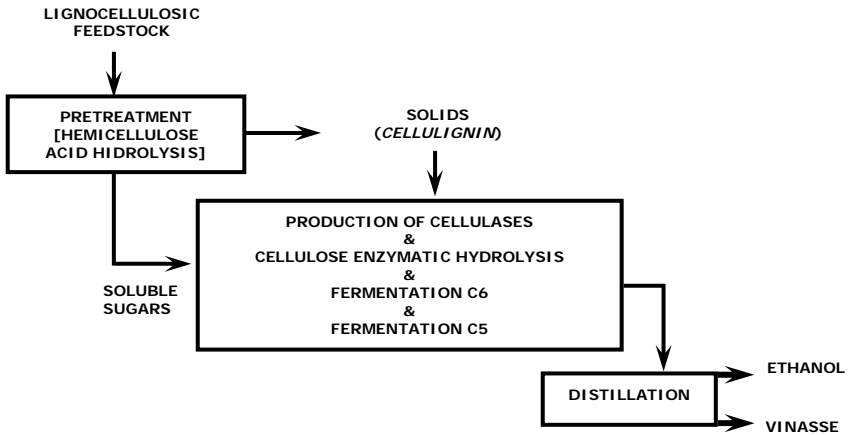 LIGNOCELLULOSIC
FEEDSTOCK
PRETREATMENT
[HEMICELLULOSE
ACID HIDROLYSIS]
SOLIDS
(CELLULIGNIN)
PRODUCTION OF CELLULASES
&
CELLULOSE ENZYMATIC HYDROLYSIS
&
FERMENTATION C6
&
FERMENTATION C5
SOLUBLE
SUGARS
DISTILLATION
ETHANOL
VINASSE